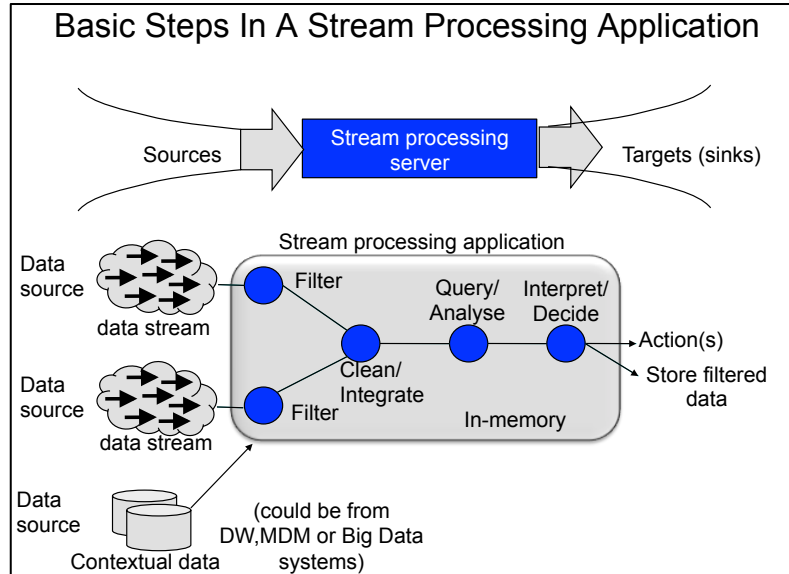 Basic Steps In A Stream Processing Application
Sources
Stream processing
server
Targets (sinks)
Stream processing application
Data
source
data stream
Filter
Query/
Analyse
Interpret/
Decide
Clean/
Integrate
Action(s)
Store filtered
data
Data
source
data stream
Filter
In-memory
Data
source
Contextual data
(could be from
DW,MDM or Big Data
systems)